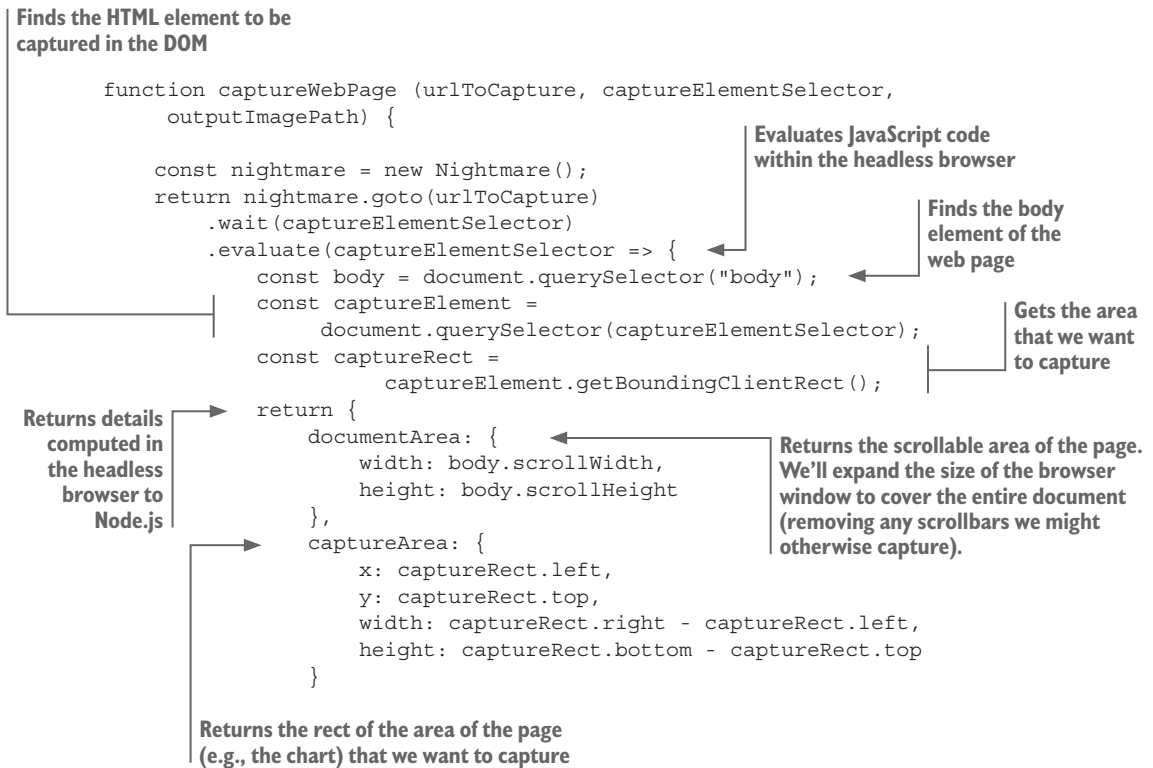 Finds the HTML element to be
captured in the DOM
function captureWebPage (urlToCapture, captureElementSelector,
outputImagePath) {
Evaluates JavaScript code
within the headless browser
const nightmare = new Nightmare();
return nightmare.goto(urlToCapture)
.wait(captureElementSelector)
.evaluate(captureElementSelector => {
Finds the body
element of the
web page
const body = document.querySelector("body");
const captureElement =
document.querySelector(captureElementSelector);
const captureRect =
captureElement.getBoundingClientRect();
Gets the area
that we want
to capture
return {
Returns details
computed in
the headless
browser to
Node.js
documentArea: {
width: body.scrollWidth,
height: body.scrollHeight
},
Returns the scrollable area of the page.
We'll expand the size of the browser
window to cover the entire document
(removing any scrollbars we might
otherwise capture).
captureArea: {
x: captureRect.left,
y: captureRect.top,
width: captureRect.right - captureRect.left,
height: captureRect.bottom - captureRect.top
}
Returns the rect of the area of the page
(e.g., the chart) that we want to capture